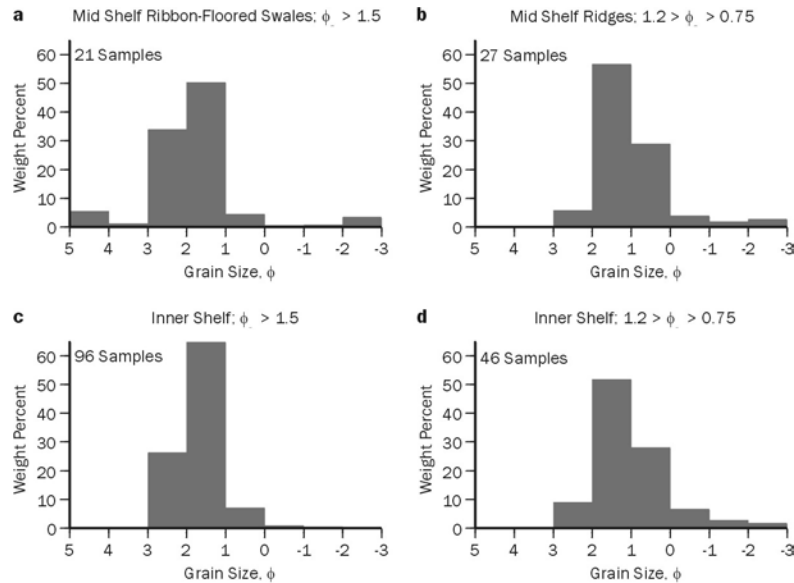 a Mid Shelf Ribbon-Floored Swales; ϕ_ > 1.5
21 Samples
Weight Percent
60
50
40
30
20
10
0
5 4 3 2 1 0 -1 -2 -3
Grain Size, ϕ
b Mid Shelf Ridges; 1.2 > ϕ_ > 0.75
27 Samples
Weight Percent
60
50
40
30
20
10
0
5 4 3 2 1 0 -1 -2 -3
Grain Size, ϕ
c Inner Shelf; ϕ_ > 1.5
96 Samples
Weight Percent
60
50
40
30
20
10
0
5 4 3 2 1 0 -1 -2 -3
Grain Size, ϕ
d Inner Shelf; 1.2 > ϕ_ > 0.75
46 Samples
Weight Percent
60
50
40
30
20
10
0
5 4 3 2 1 0 -1 -2 -3
Grain Size, ϕ